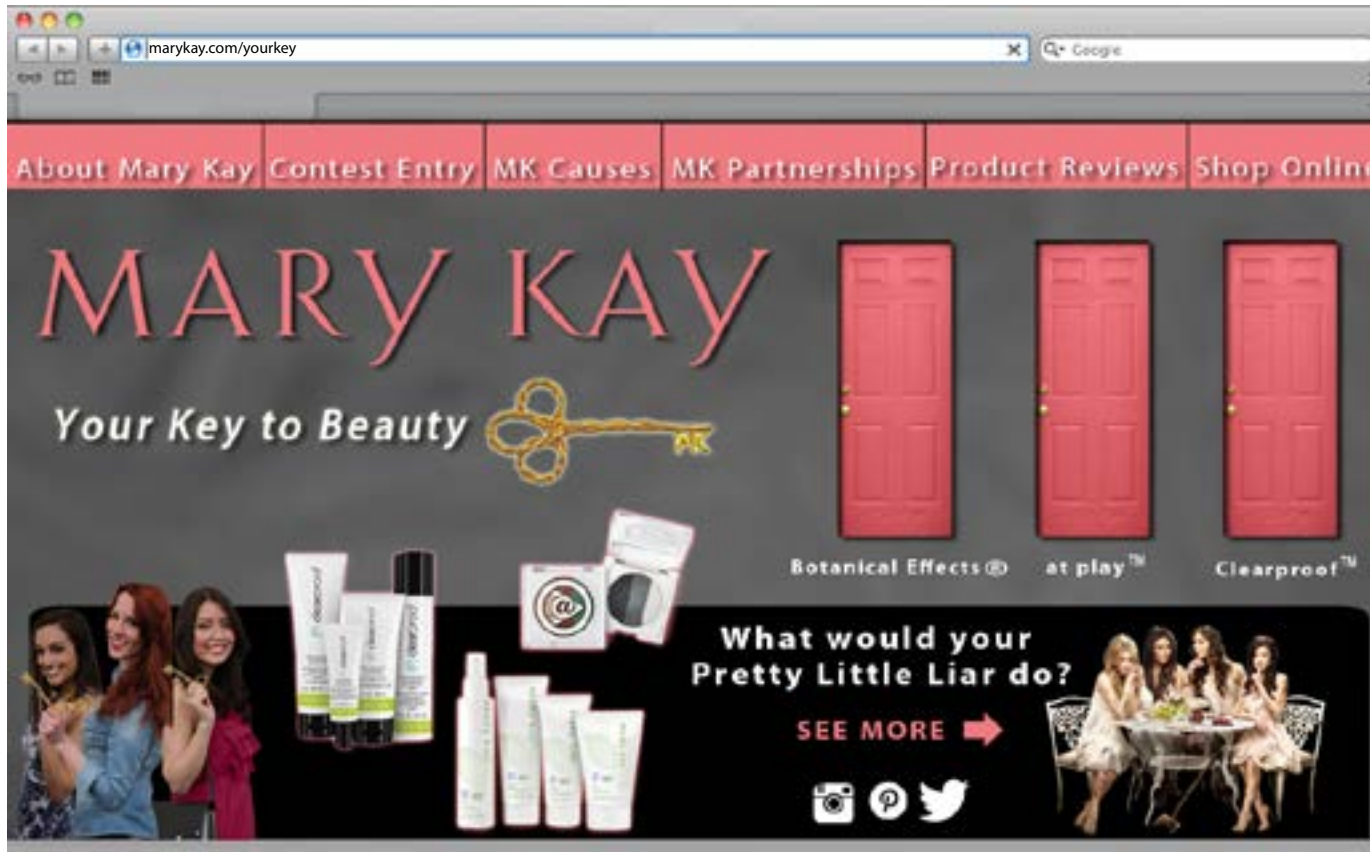 marykay.com/yourkey
Google
About Mary Kay
Contest Entry
MK Causes
MK Partnerships
Product Reviews
Shop Onlin
MARY KAY
Your Key to Beauty
MK
Botanical Effects®
at play™
Clearproof™
@
What would your
Pretty Little Liar do?
SEE MORE